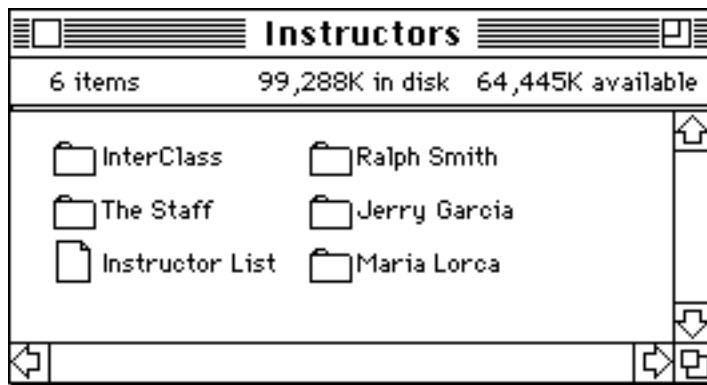 Instructors
6 items 99,288K in disk 64,445K available
InterClass Ralph Smith
The Staff Jerry Garcia
Instructor List Maria Lorca